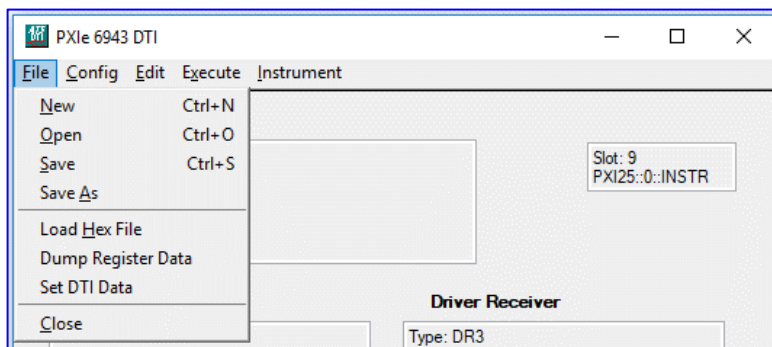 PXIe 6943 DTI
File Config Edit Execute Instrument
New Ctrl+N
Open Ctrl+O
Save Ctrl+S
Save As
Load Hex File
Dump Register Data
Set DTI Data
Close
Slot: 9
PXI25::0::INSTR
Driver Receiver
Type: DR3